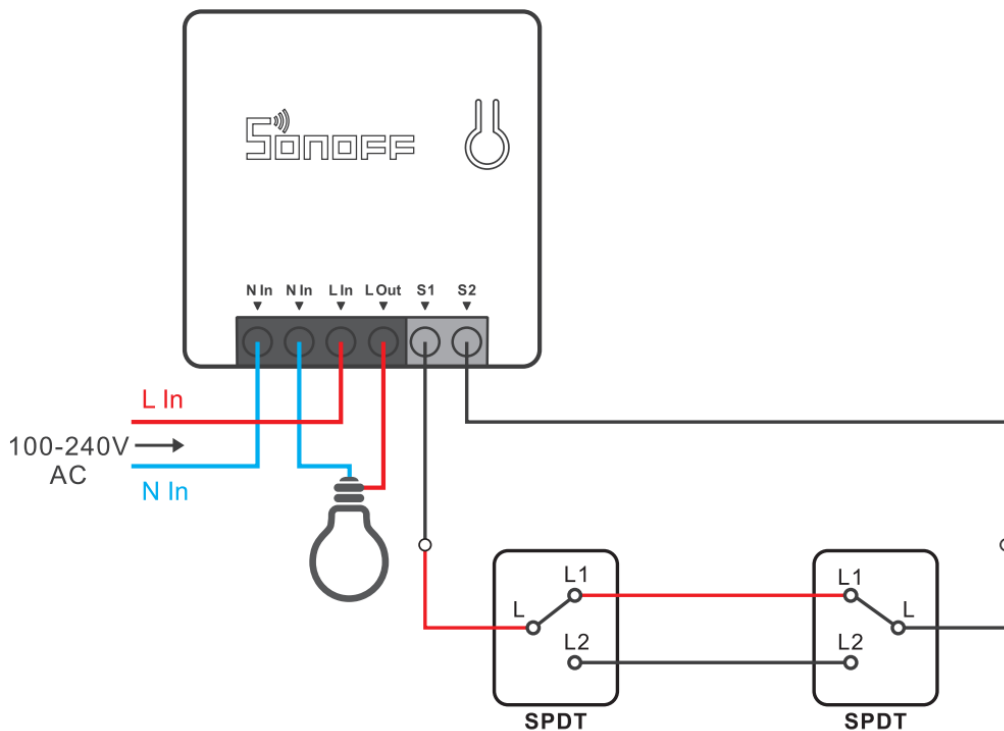 SONOFF
N In N In L In L Out S1 S2
L In
100-240V
AC
N In
L1
L
L2
SPDT
L1
L
L2
SPDT